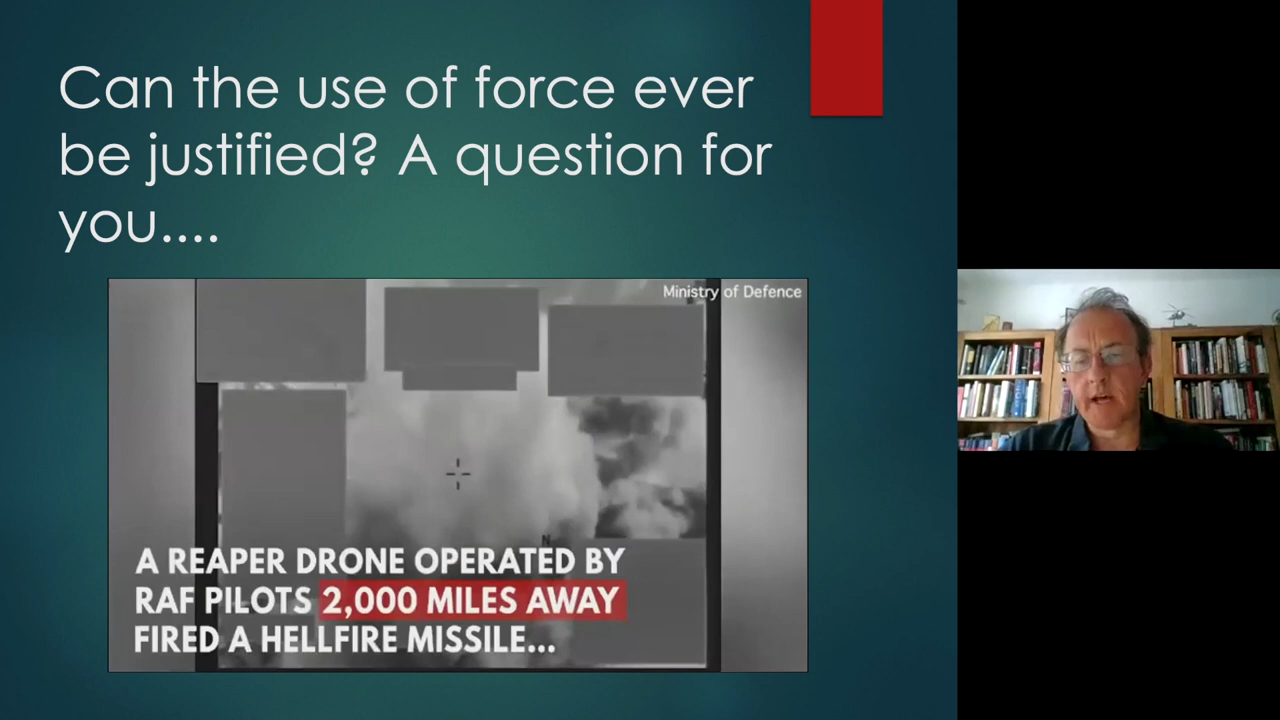 Can the use of force ever
be justified? A question for
you....
Ministry of Defence
N
A REAPER DRONE OPERATED BY
RAF PILOTS 2,000 MILES AWAY
FIRED A HELLFIRE MISSILE...